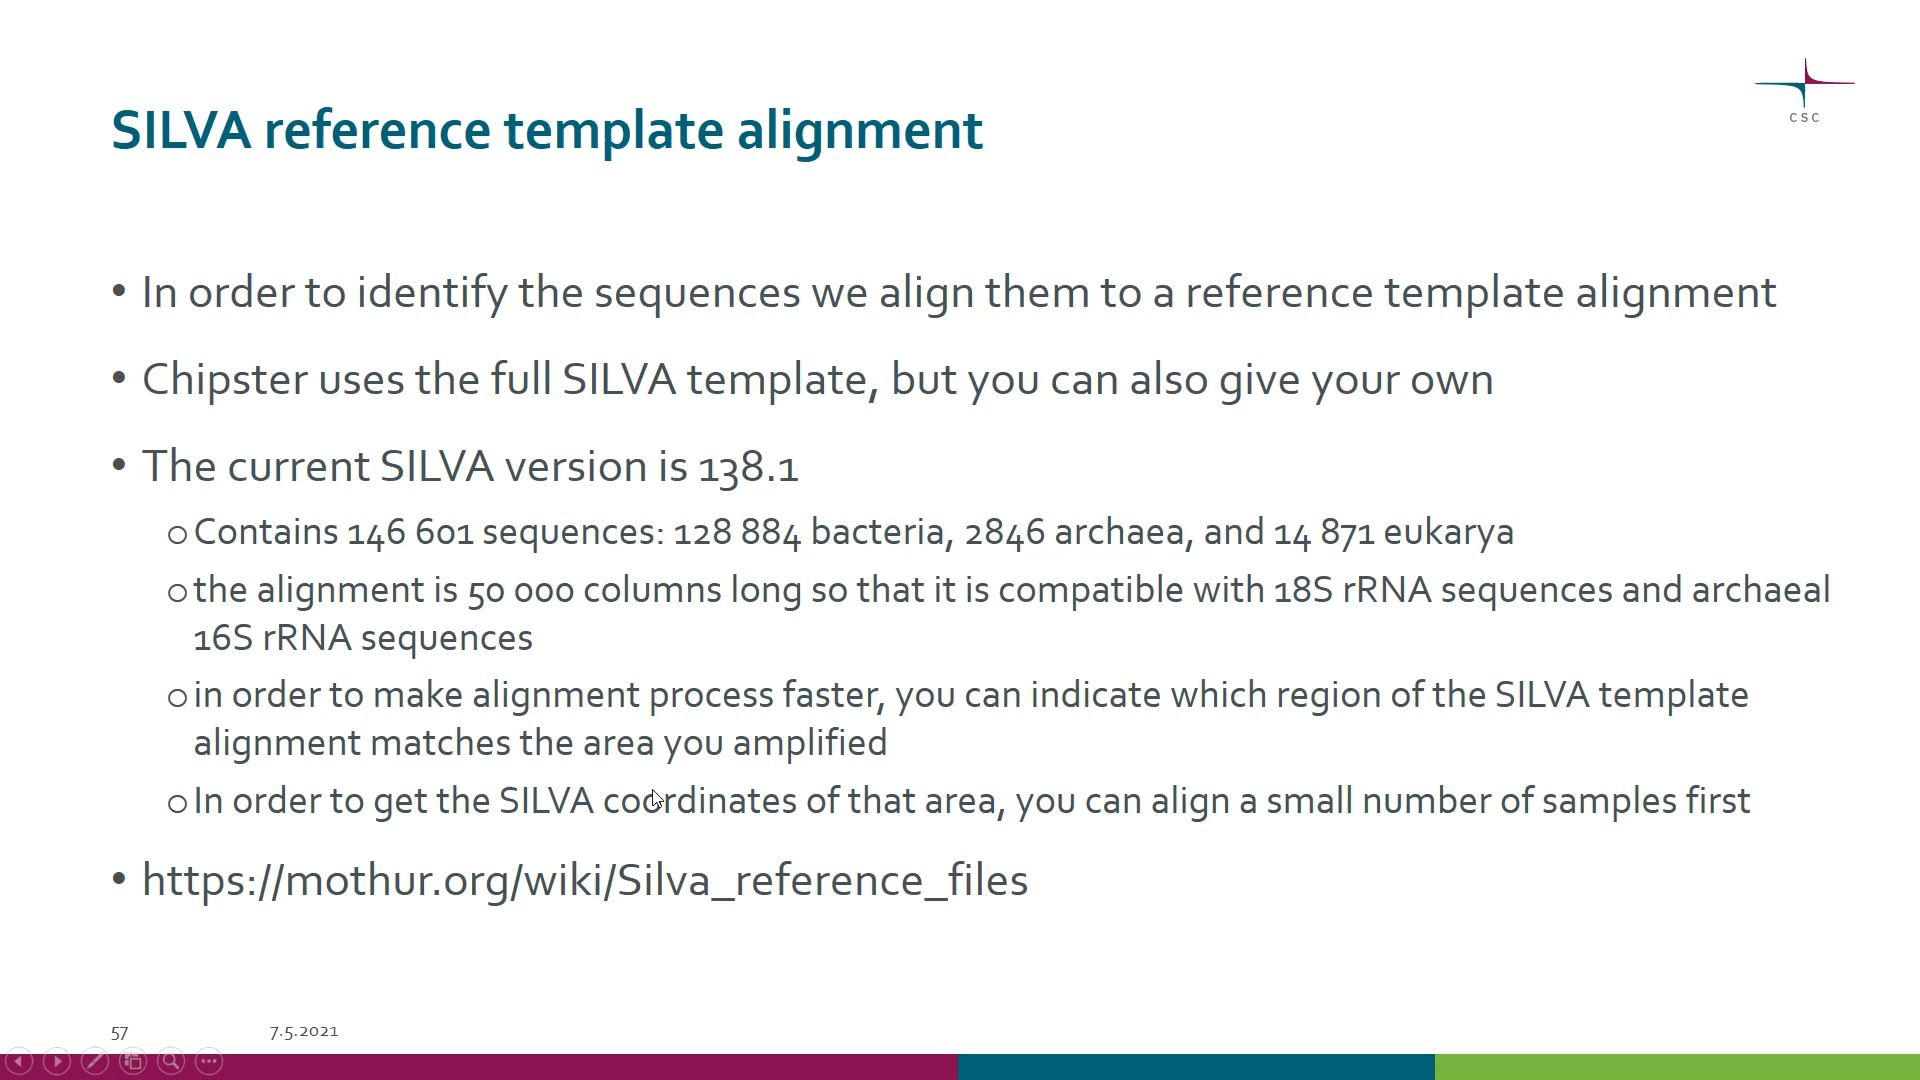 CSC
SILVA reference template alignment
• In order to identify the sequences we align them to a reference template alignment
• Chipster uses the full SILVA template, but you can also give your own
• The current SILVA version is 138.1
o Contains 146 601 sequences: 128 884 bacteria, 2846 archaea, and 14 871 eukarya
o the alignment is 50 000 columns long so that it is compatible with 18S rRNA sequences and archaeal
16S rRNA sequences
o in order to make alignment process faster, you can indicate which region of the SILVA template
alignment matches the area you amplified
o In order to get the SILVA coordinates of that area, you can align a small number of samples first
• https://mothur.org/wiki/Silva_reference_files
57 7.5.2021